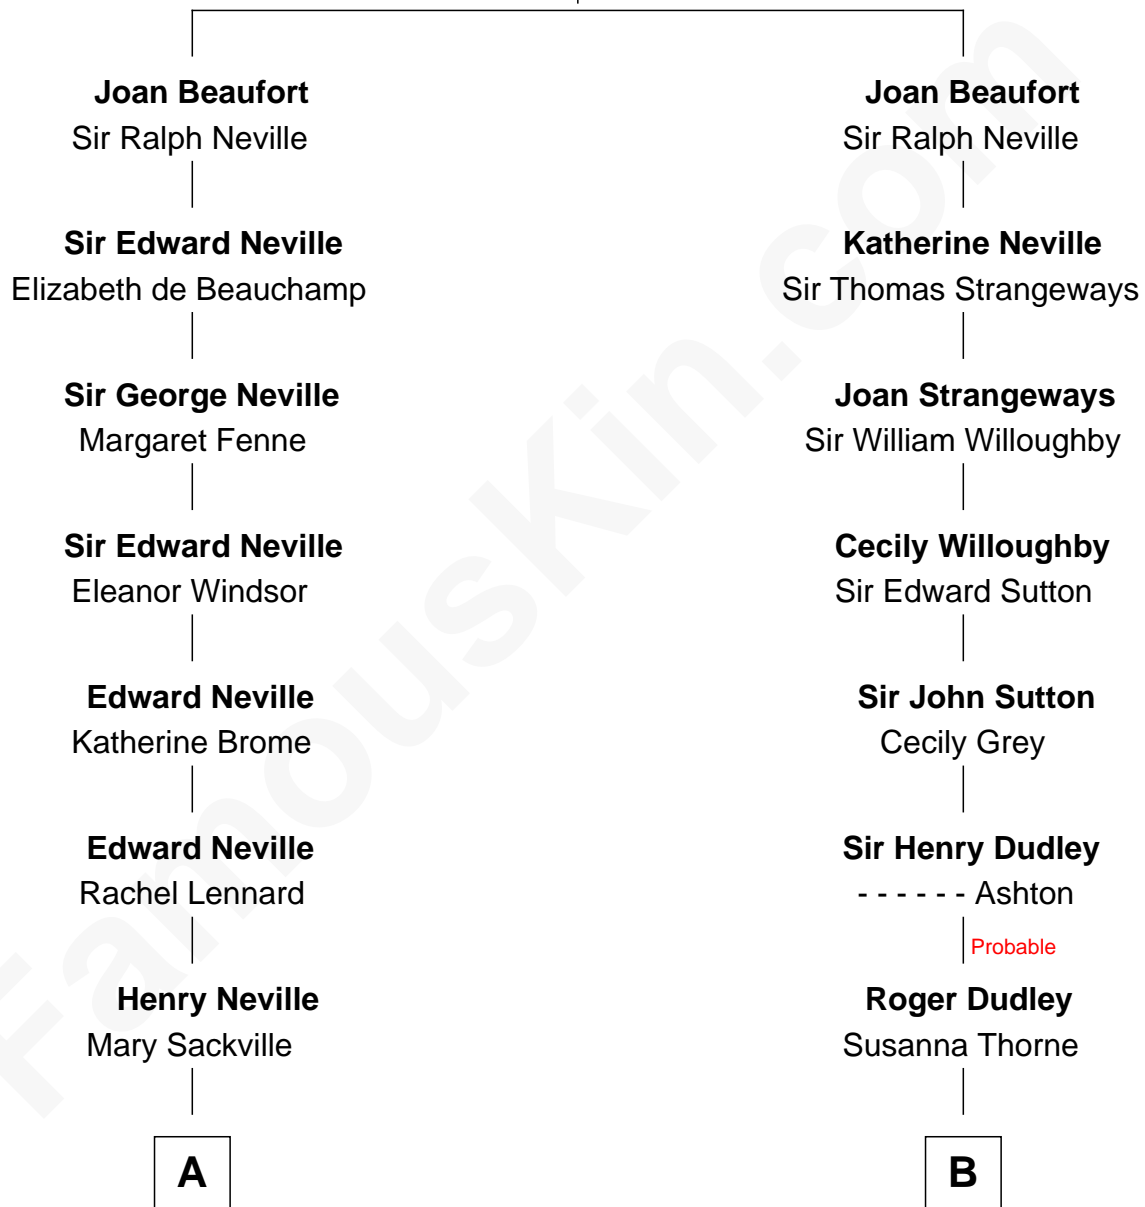 Joan Beaufort
Sir Ralph Neville
Joan Beaufort
Sir Ralph Neville
Sir Edward Neville
Elizabeth de Beauchamp
Katherine Neville
Sir Thomas Strangeways
Sir George Neville
Margaret Fenne
Joan Strangeways
Sir William Willoughby
Sir Edward Neville
Eleanor Windsor
Cecily Willoughby
Sir Edward Sutton
Edward Neville
Katherine Brome
Sir John Sutton
Cecily Grey
Edward Neville
Rachel Lennard
Sir Henry Dudley
- - - - - - Ashton
Probable
Henry Neville
Mary Sackville
Roger Dudley
Susanna Thorne
A
B
FamousKin.com